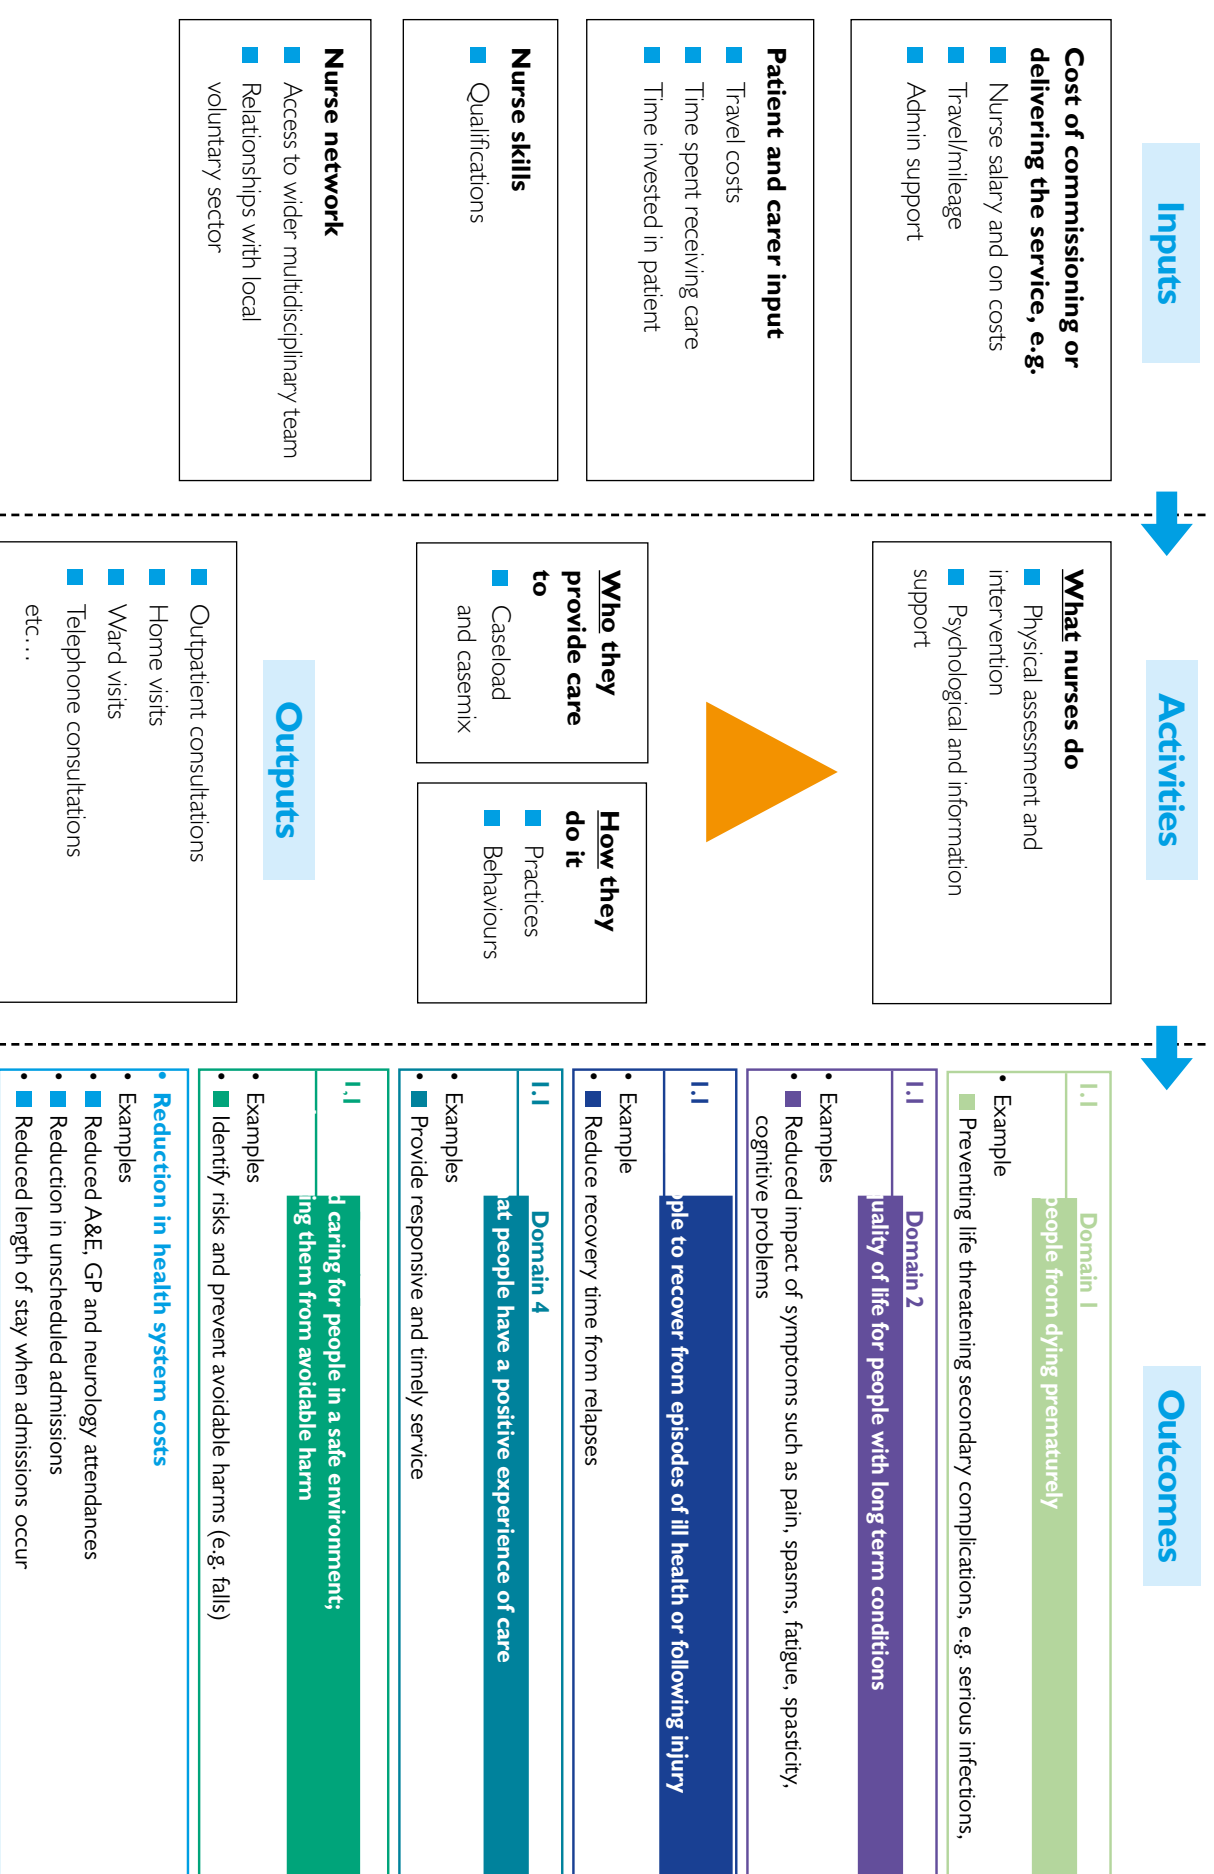 Inputs
Cost of commissioning or
delivering the service, e.g.
Nurse salary and on costs
Travel/mileage
Admin support
Patient and carer input
Travel costs
Time spent receiving care
Time invested in patient
Nurse skills
Qualifications
Nurse network
Access to wider multidisciplinary team
Relationships with local
voluntary sector
Activities
What nurses do
Physical assessment and
intervention
Psychological and information
support
Who they
provide care
to
Caseload
and casemix
How they
do it
Practices
Behaviours
Outputs
Outpatient consultations
Home visits
Ward visits
Telephone consultations
etc…
Outcomes
1.1
Domain 1
people from dying prematurely
• Example
Preventing life threatening secondary complications, e.g. serious infections,
1.1
Domain 2
uality of life for people with long term conditions
• Examples
• Reduced impact of symptoms such as pain, spasms, fatigue, spasticity,
cognitive problems
1.1
ple to recover from episodes of ill health or following injury
• Example
• Reduce recovery time from relapses
1.1
Domain 4
at people have a positive experience of care
• Examples
• Provide responsive and timely service
1.1
d caring for people in a safe environment;
ing them from avoidable harm
• Examples
• Identify risks and prevent avoidable harms (e.g. falls)
• Reduction in health system costs
• Examples
• Reduced A&E, GP and neurology attendances
• Reduction in unscheduled admissions
• Reduced length of stay when admissions occur